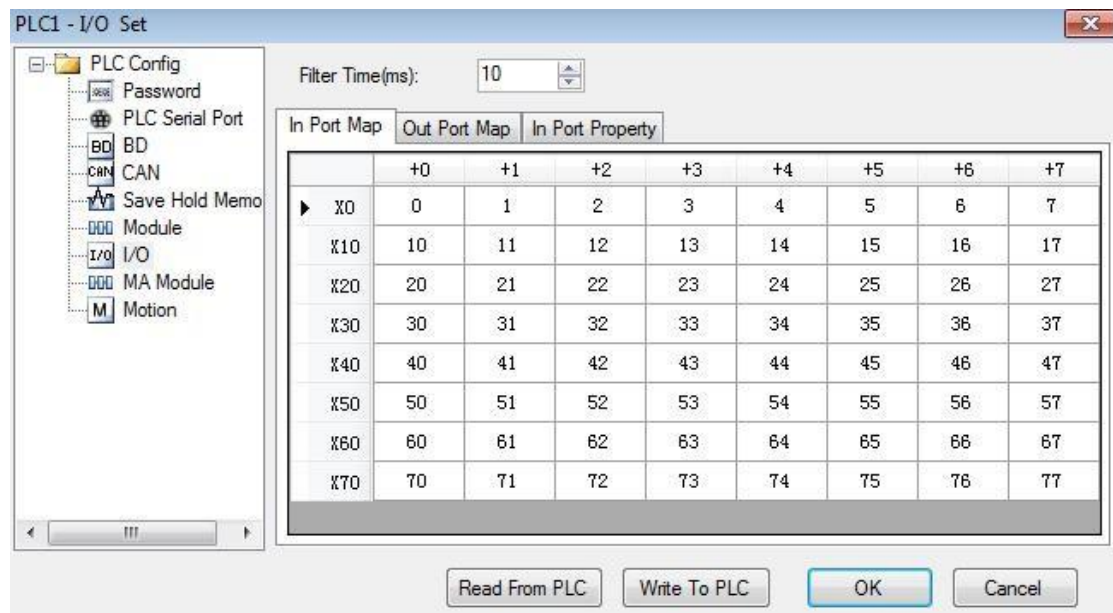 PLC1 - I/O Set
PLC Config
Password
PLC Serial Port
BD BD
CAN CAN
Save Hold Memo
Module
I/O I/O
MA Module
M Motion
Filter Time(ms): 10
In Port Map Out Port Map In Port Property
+0 +1 +2 +3 +4 +5 +6 +7
X0 0 1 2 3 4 5 6 7
X10 10 11 12 13 14 15 16 17
X20 20 21 22 23 24 25 26 27
X30 30 31 32 33 34 35 36 37
X40 40 41 42 43 44 45 46 47
X50 50 51 52 53 54 55 56 57
X60 60 61 62 63 64 65 66 67
X70 70 71 72 73 74 75 76 77
Read From PLC Write To PLC OK Cancel